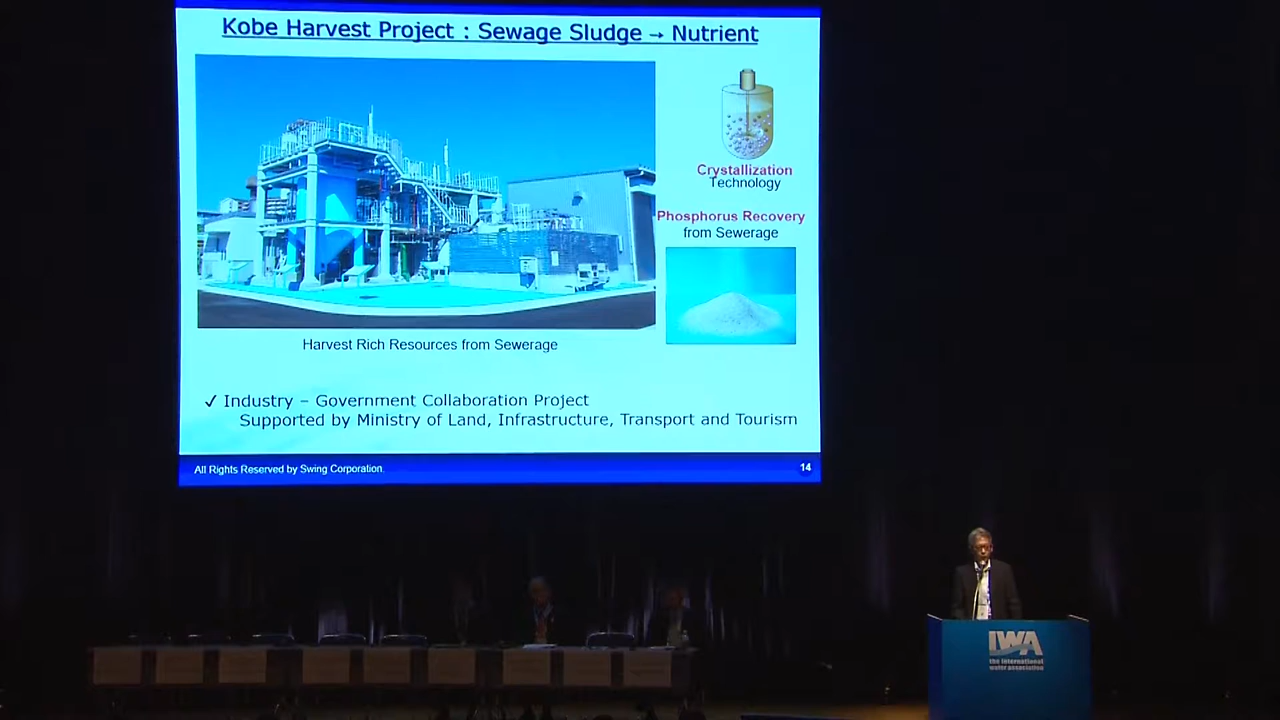 Kobe Harvest Project : Sewage Sludge → Nutrient
Crystallization
Technology
Phosphorus Recovery
from Sewerage
Harvest Rich Resources from Sewerage
✓ Industry – Government Collaboration Project
Supported by Ministry of Land, Infrastructure, Transport and Tourism
All Rights Reserved by Swing Corporation.
14
IWA
the international
water association